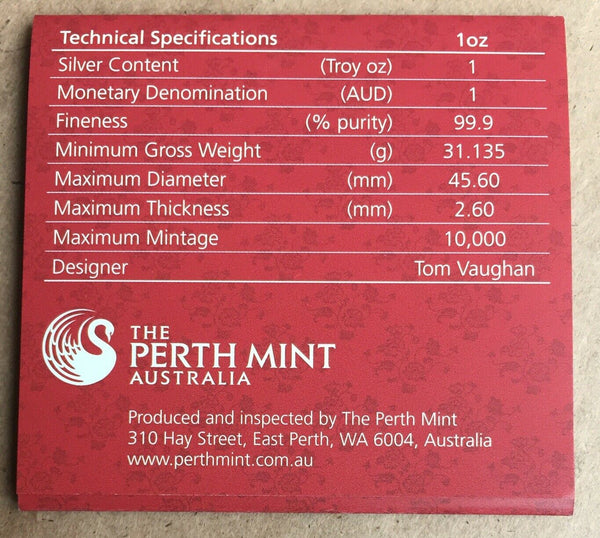 Technical Specifications 1oz
Silver Content (Troy oz) 1
Monetary Denomination (AUD) 1
Fineness (% purity) 99.9
Minimum Gross Weight (g) 31.135
Maximum Diameter (mm) 45.60
Maximum Thickness (mm) 2.60
Maximum Mintage 10,000
Designer Tom Vaughan
THE
PERTH MINT
AUSTRALIA
Produced and inspected by The Perth Mint
310 Hay Street, East Perth, WA 6004, Australia
www.perthmint.com.au